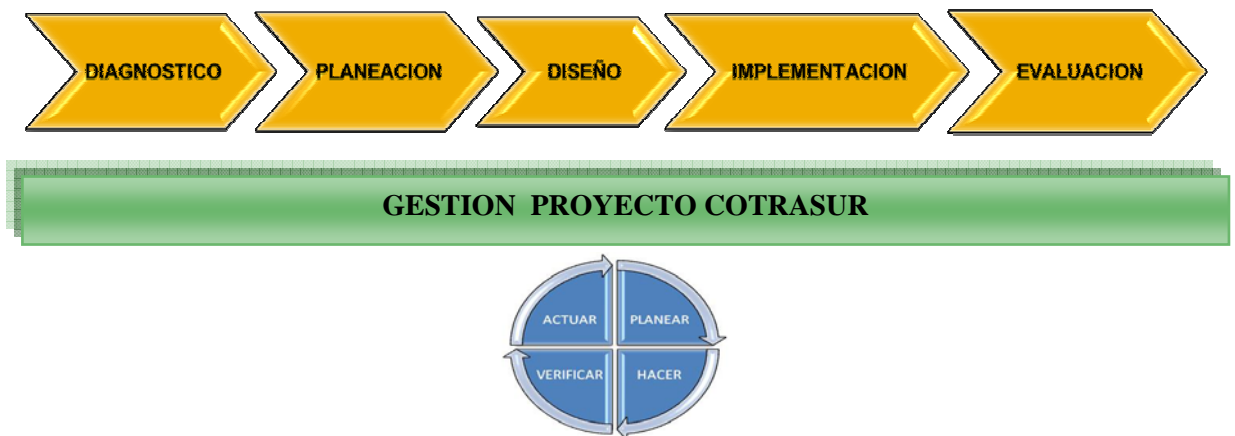 DIAGNOSTICO PLANEACION DISEÑO IMPLEMENTACION EVALUACION
GESTION PROYECTO COTRASUR
ACTUAR PLANEAR
VERIFICAR HACER